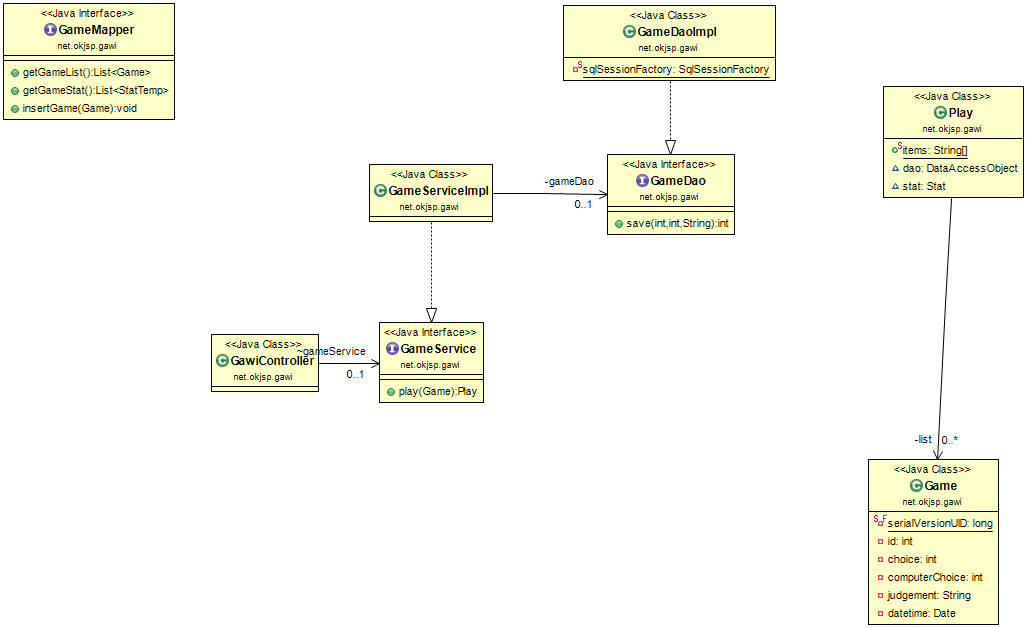 <<Java Interface>>
GameMapper
net.okjsp.gawi
getGameList():List<Game>
getGameStat():List<StatTemp>
insertGame(Game):void
<<Java Class>>
GameDaoImpl
net.okjsp.gawi
S
sqlSessionFactory: SqlSessionFactory
<<Java Class>>
Play
net.okjsp.gawi
S
items: String[]
dao: DataAccessObject
stat: Stat
<<Java Class>>
GameServiceImpl
net.okjsp.gawi
-gameDao
0..1
<<Java Interface>>
GameDao
net.okjsp.gawi
save(int,int,String):int
<<Java Class>>
GawiController
net.okjsp.gawi
~gameService
0..1
<<Java Interface>>
GameService
net.okjsp.gawi
play(Game):Play
-list
0..*
<<Java Class>>
Game
net.okjsp.gawi
S F
serialVersionUID: long
id: int
choice: int
computerChoice: int
judgement: String
datetime: Date